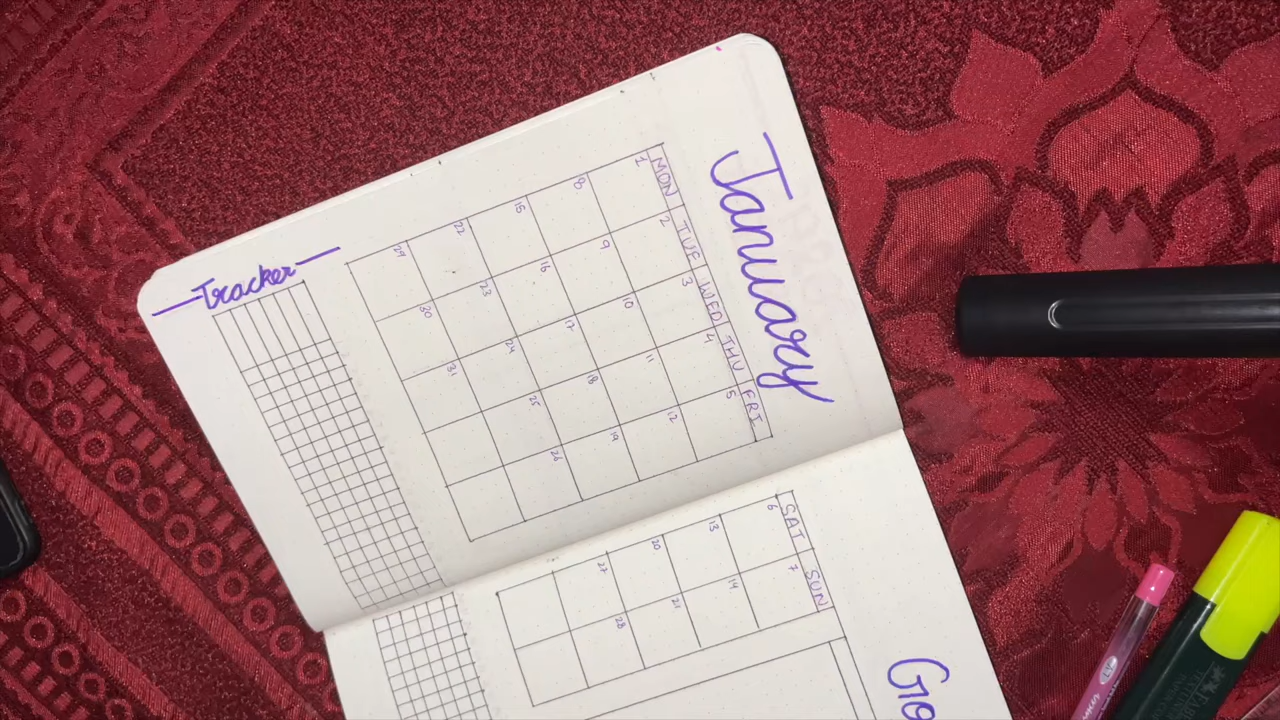 January
MON TUE WED THU FRI SAT SUN
1 2 3 4 5 6 7
8 9 10 11 12 13 14
15 16 17 18 19 20 21
22 23 24 25 26 27 28
29 30 31
Tracker
Go
FABER